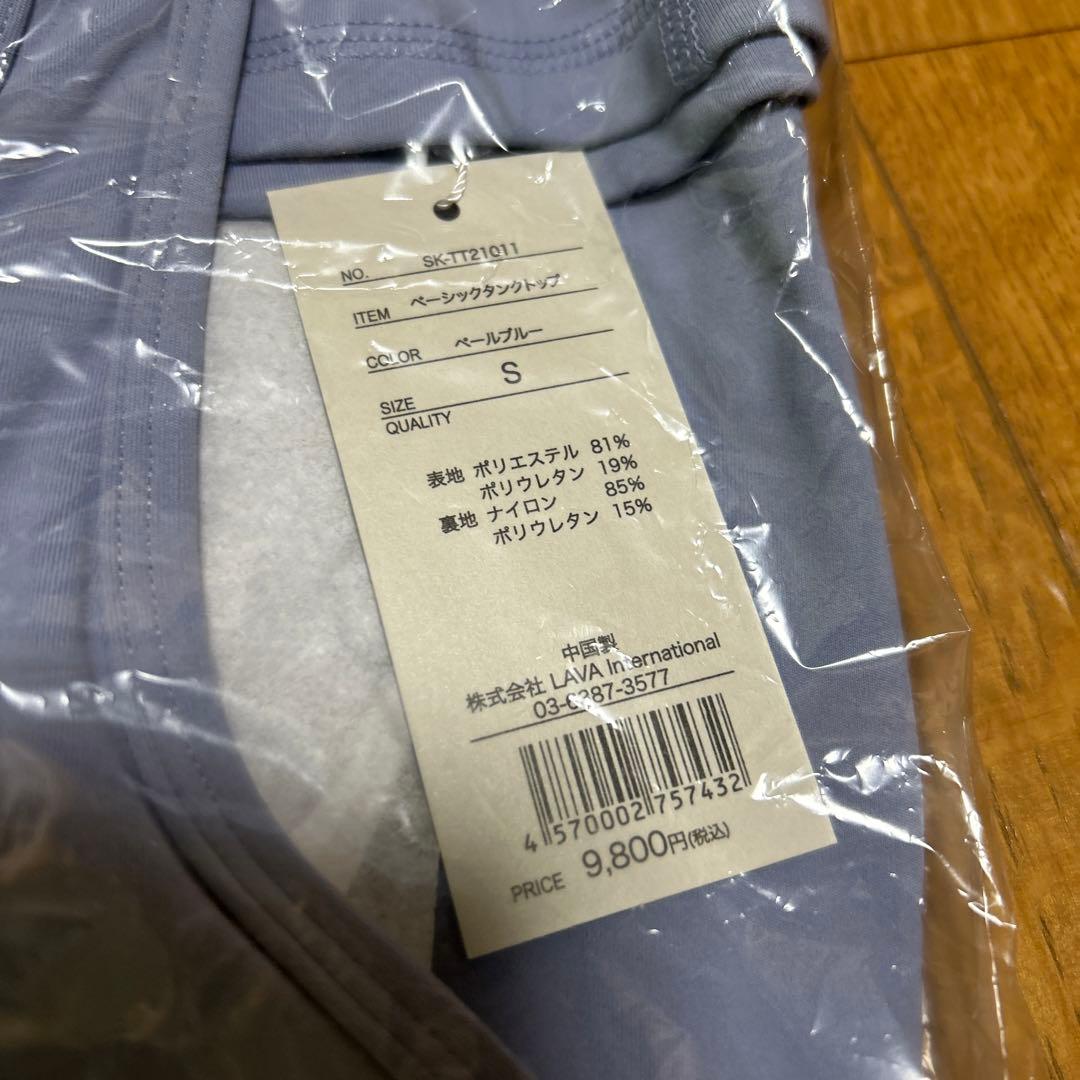 NO. SK-TT21011
ITEM ベーシックタンクトップ
COLOR ペールブルー
SIZE S
QUALITY
表地 ポリエステル 81%
ポリウレタン 19%
裏地 ナイロン 85%
ポリウレタン 15%
中国製
株式会社 LAVA International
03-6287-3577
4 570002 757432
PRICE 9,800円(税込)